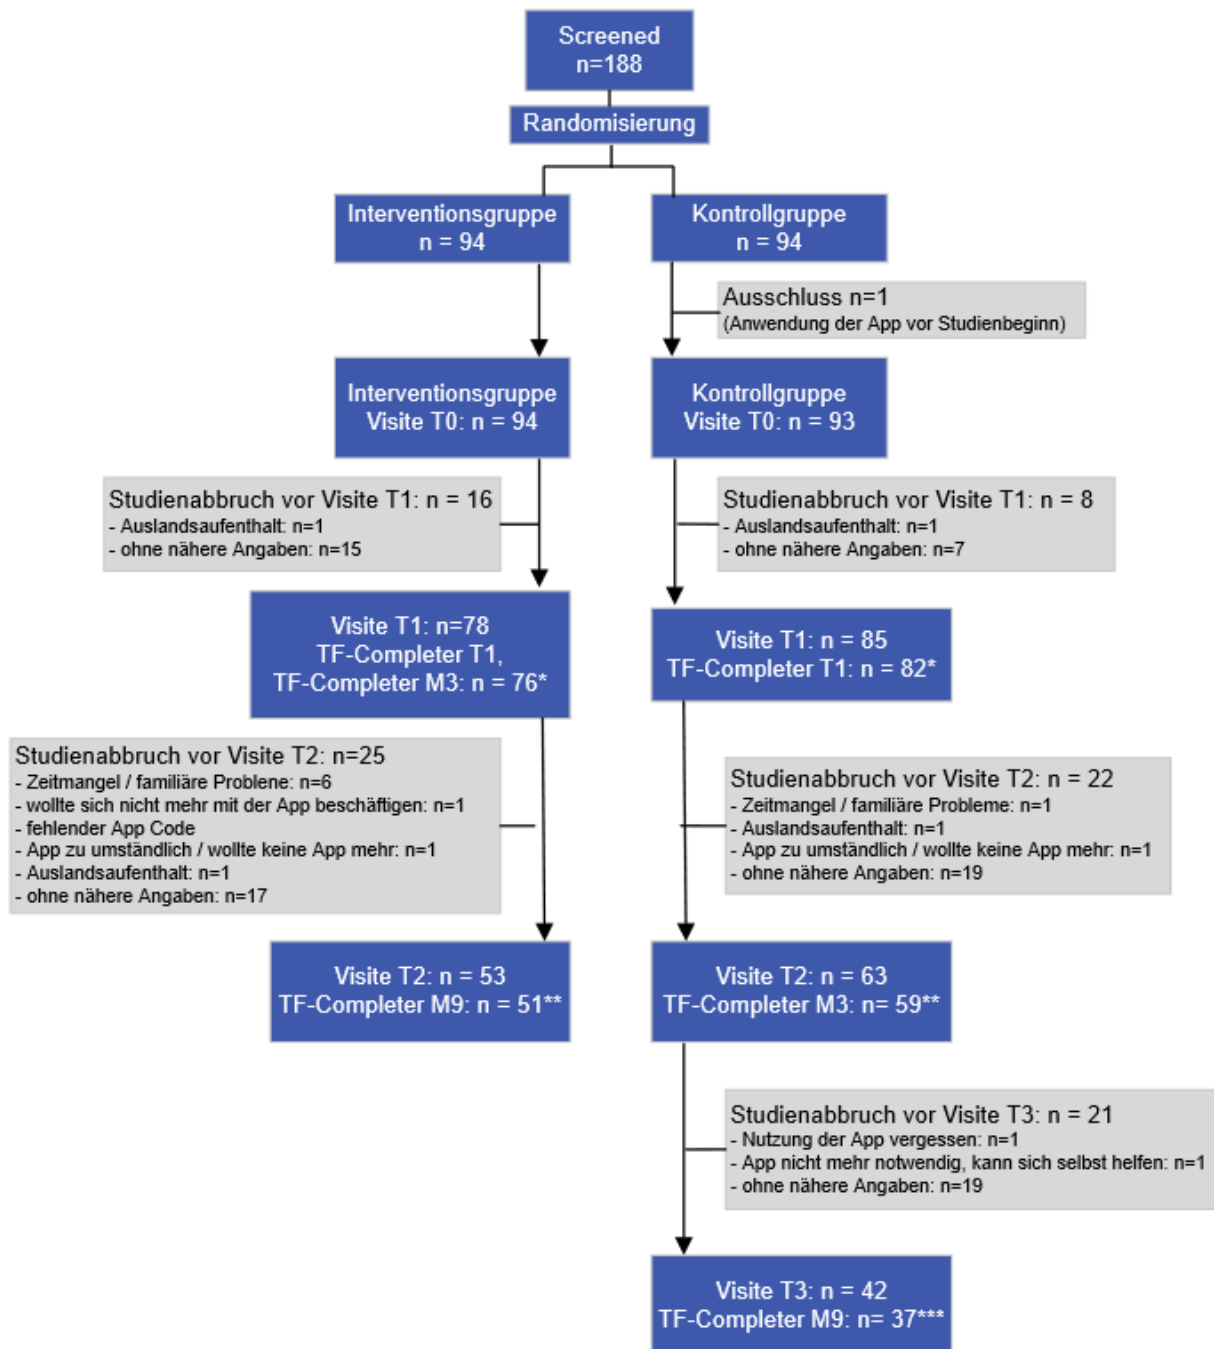 Screened
n=188
Randomisierung
Interventionsgruppe
n = 94
Kontrollgruppe
n = 94
Ausschluss n=1
(Anwendung der App vor Studienbeginn)
Interventionsgruppe
Visite T0: n = 94
Kontrollgruppe
Visite T0: n = 93
Studienabbruch vor Visite T1: n = 16
- Auslandsaufenthalt: n=1
- ohne nähere Angaben: n=15
Studienabbruch vor Visite T1: n = 8
- Auslandsaufenthalt: n=1
- ohne nähere Angaben: n=7
Visite T1: n=78
TF-Completer T1,
TF-Completer M3: n = 76*
Visite T1: n = 85
TF-Completer T1: n = 82*
Studienabbruch vor Visite T2: n=25
- Zeitmangel / familiäre Problene: n=6
- wollte sich nicht mehr mit der App beschäftigen: n=1
- fehlender App Code
- App zu umständlich / wollte keine App mehr: n=1
- Auslandsaufenthalt: n=1
- ohne nähere Angaben: n=17
Studienabbruch vor Visite T2: n = 22
- Zeitmangel / familiäre Probleme: n=1
- Auslandsaufenthalt: n=1
- App zu umständlich / wollte keine App mehr: n=1
- ohne nähere Angaben: n=19
Visite T2: n = 53
TF-Completer M9: n = 51**
Visite T2: n = 63
TF-Completer M3: n= 59**
Studienabbruch vor Visite T3: n = 21
- Nutzung der App vergessen: n=1
- App nicht mehr notwendig, kann sich selbst helfen: n=1
- ohne nähere Angaben: n=19
Visite T3: n = 42
TF-Completer M9: n= 37***